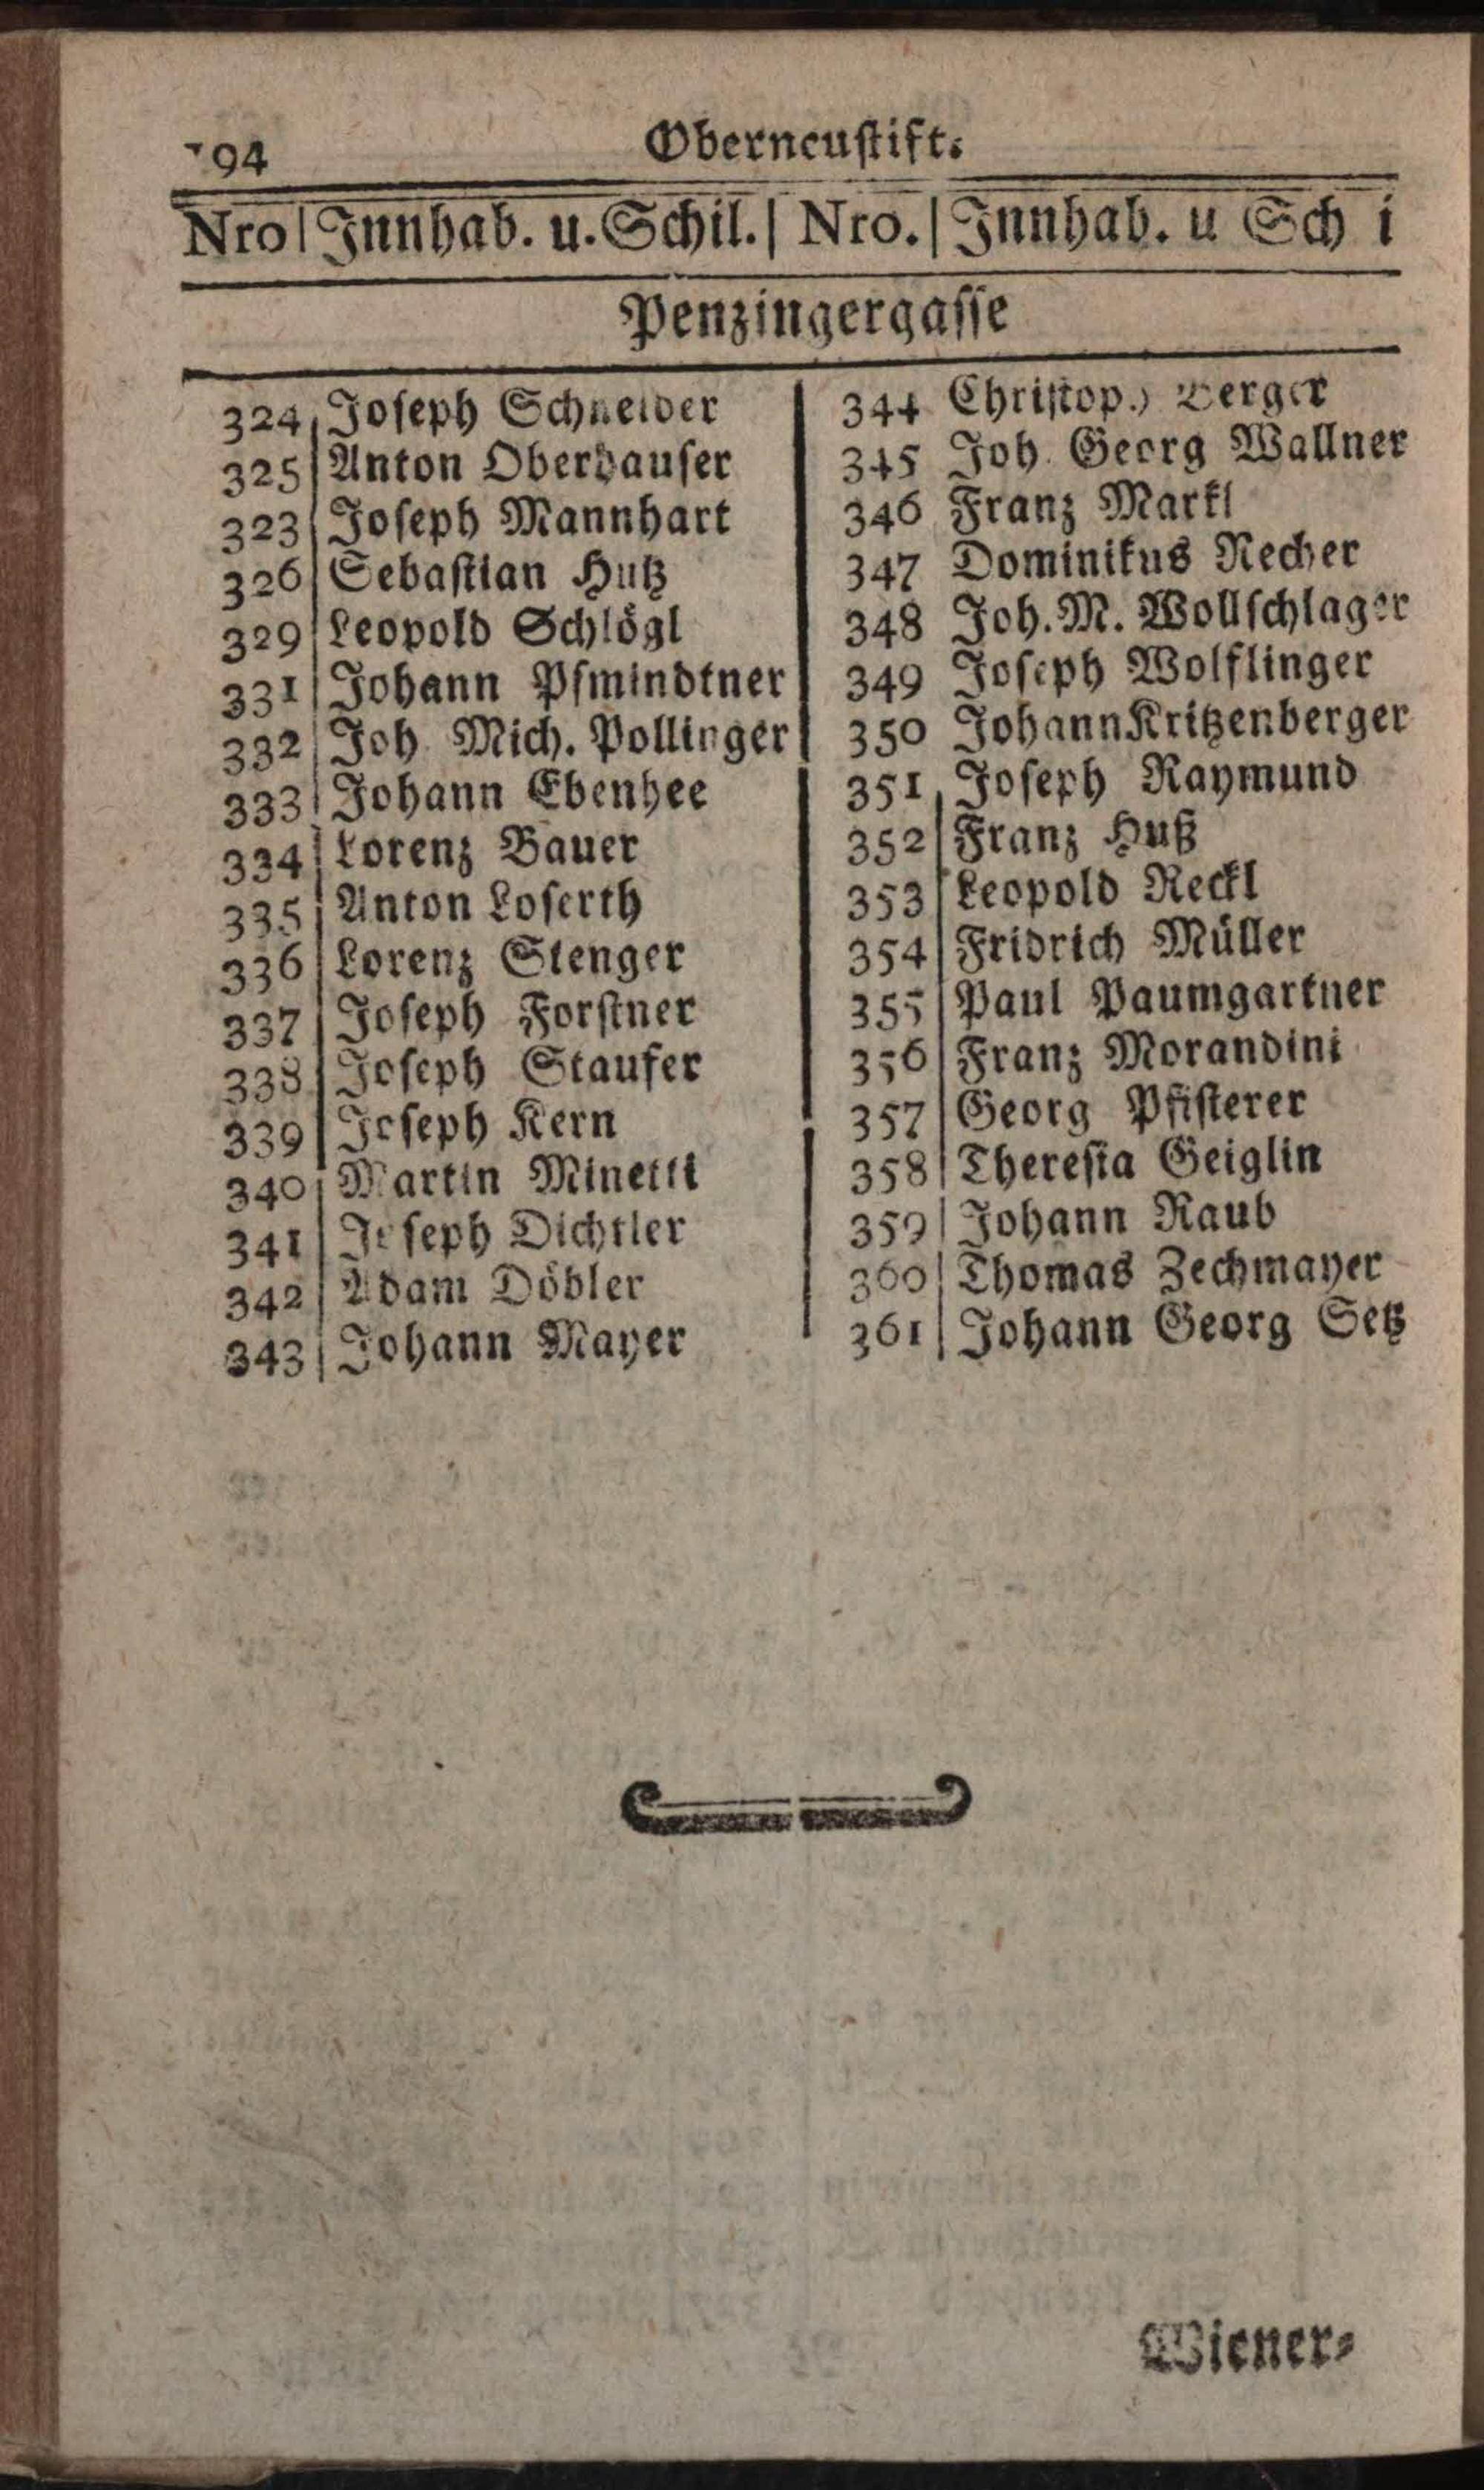 94
Oberneustift.
Nro | Innhab. u. Schil. | Nro. | Innhab. u Sch i
Penzingergasse
324 Joseph Schneider
325 Anton Oberhauser
323 Joseph Mannhart
326 Sebastian Hutz
329 Leopold Schlögl
331 Johann Psmindtner
332 Joh Mich. Pollinger
333 Johann Ebenhee
334 Lorenz Bauer
335 Anton Loserth
336 Lorenz Stenger
337 Joseph Forstner
338 Joseph Staufer
339 Joseph Kern
340 Martin Minetti
341 Joseph Dichtler
342 Adam Döbler
343 Johann Mayer
344 Christoph Berger
345 Joh Georg Wallner
346 Franz Markl
347 Dominikus Recher
348 Joh. M. Wollschlager
349 Joseph Wolflinger
350 Johann Kritzenberger
351 Joseph Raymund
352 Franz Huß
353 Leopold Reckl
354 Fridrich Müller
355 Paul Paumgartner
356 Franz Morandini
357 Georg Pfisterer
358 Theresia Geiglin
359 Johann Raub
360 Thomas Zechmayer
361 Johann Georg Setz
Wiener-